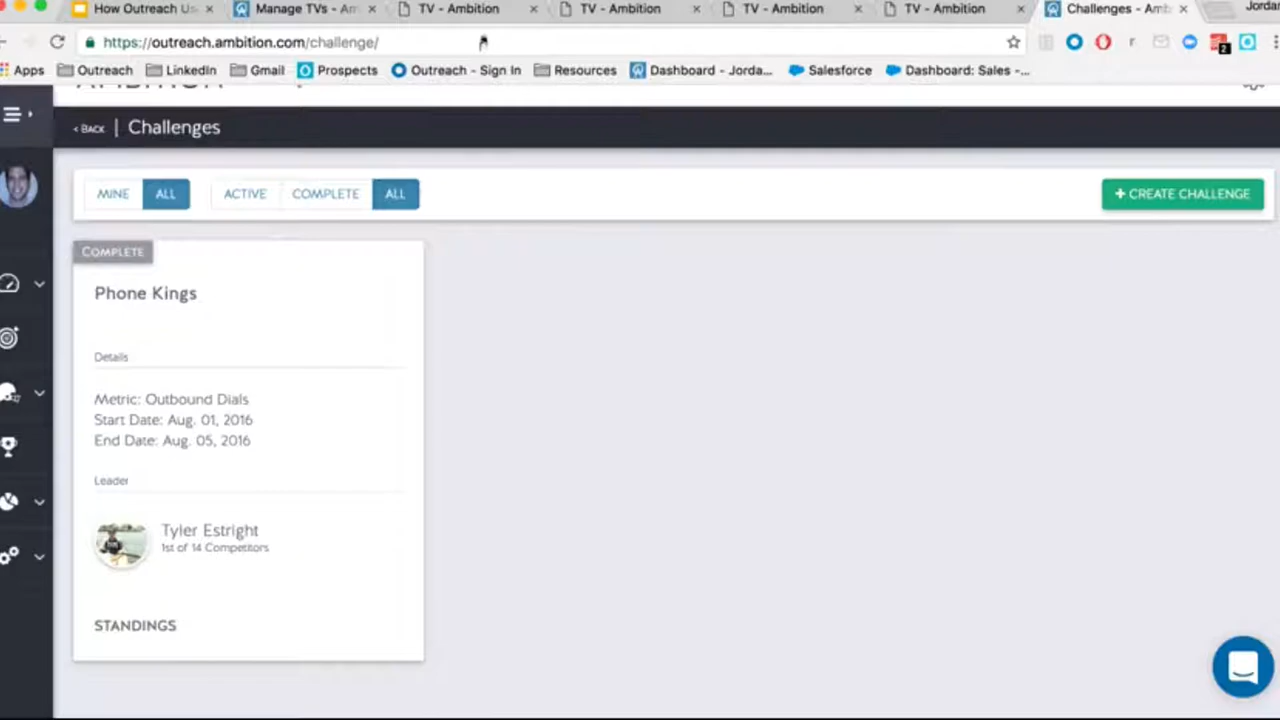 How Outreach Us
Manage TVs - Am
TV - Ambition
TV - Ambition
TV - Ambition
TV - Ambition
Challenges - Amb
Jordan
https://outreach.ambition.com/challenge/
2
Apps
Outreach
LinkedIn
Gmail
Prospects
Outreach - Sign In
Resources
Dashboard - Jorda...
Salesforce
Dashboard: Sales -...
< BACK | Challenges
MINE
ALL
ACTIVE
COMPLETE
ALL
+ CREATE CHALLENGE
COMPLETE
Phone Kings
Details
Metric: Outbound Dials
Start Date: Aug. 01, 2016
End Date: Aug. 05, 2016
Leader
Tyler Estright
1st of 14 Competitors
STANDINGS